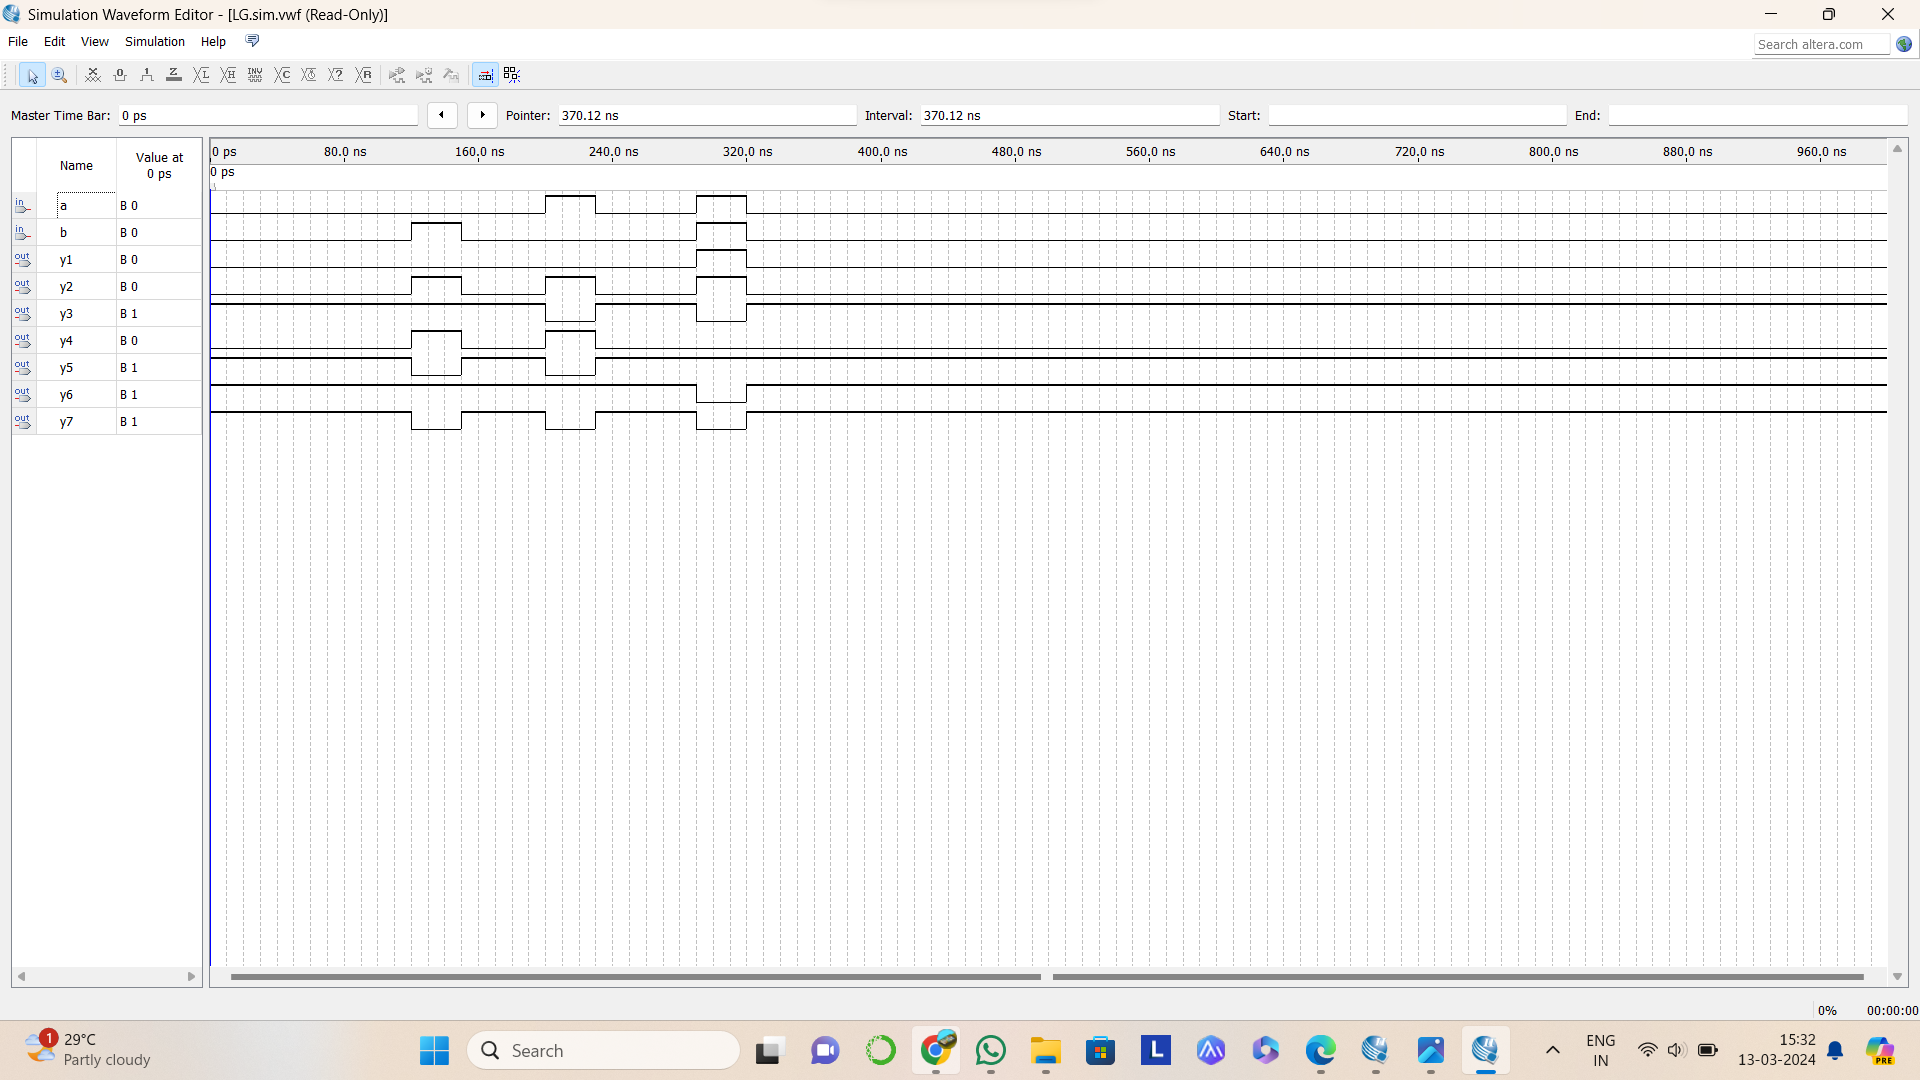 Simulation Waveform Editor - [LG.sim.vwf (Read-Only)]
File Edit View Simulation Help
Search altera.com
Master Time Bar: 0 ps Pointer: 370.12 ns Interval: 370.12 ns Start: End:
Name Value at 0 ps
0 ps 80.0 ns 160.0 ns 240.0 ns 320.0 ns 400.0 ns 480.0 ns 560.0 ns 640.0 ns 720.0 ns 800.0 ns 880.0 ns 960.0 ns
0 ps
in a B 0
in b B 0
out y1 B 0
out y2 B 0
out y3 B 1
out y4 B 0
out y5 B 1
out y6 B 1
out y7 B 1
0% 00:00:00
1 29°C
Partly cloudy
Search
L
ENG
IN
15:32
13-03-2024
PRE